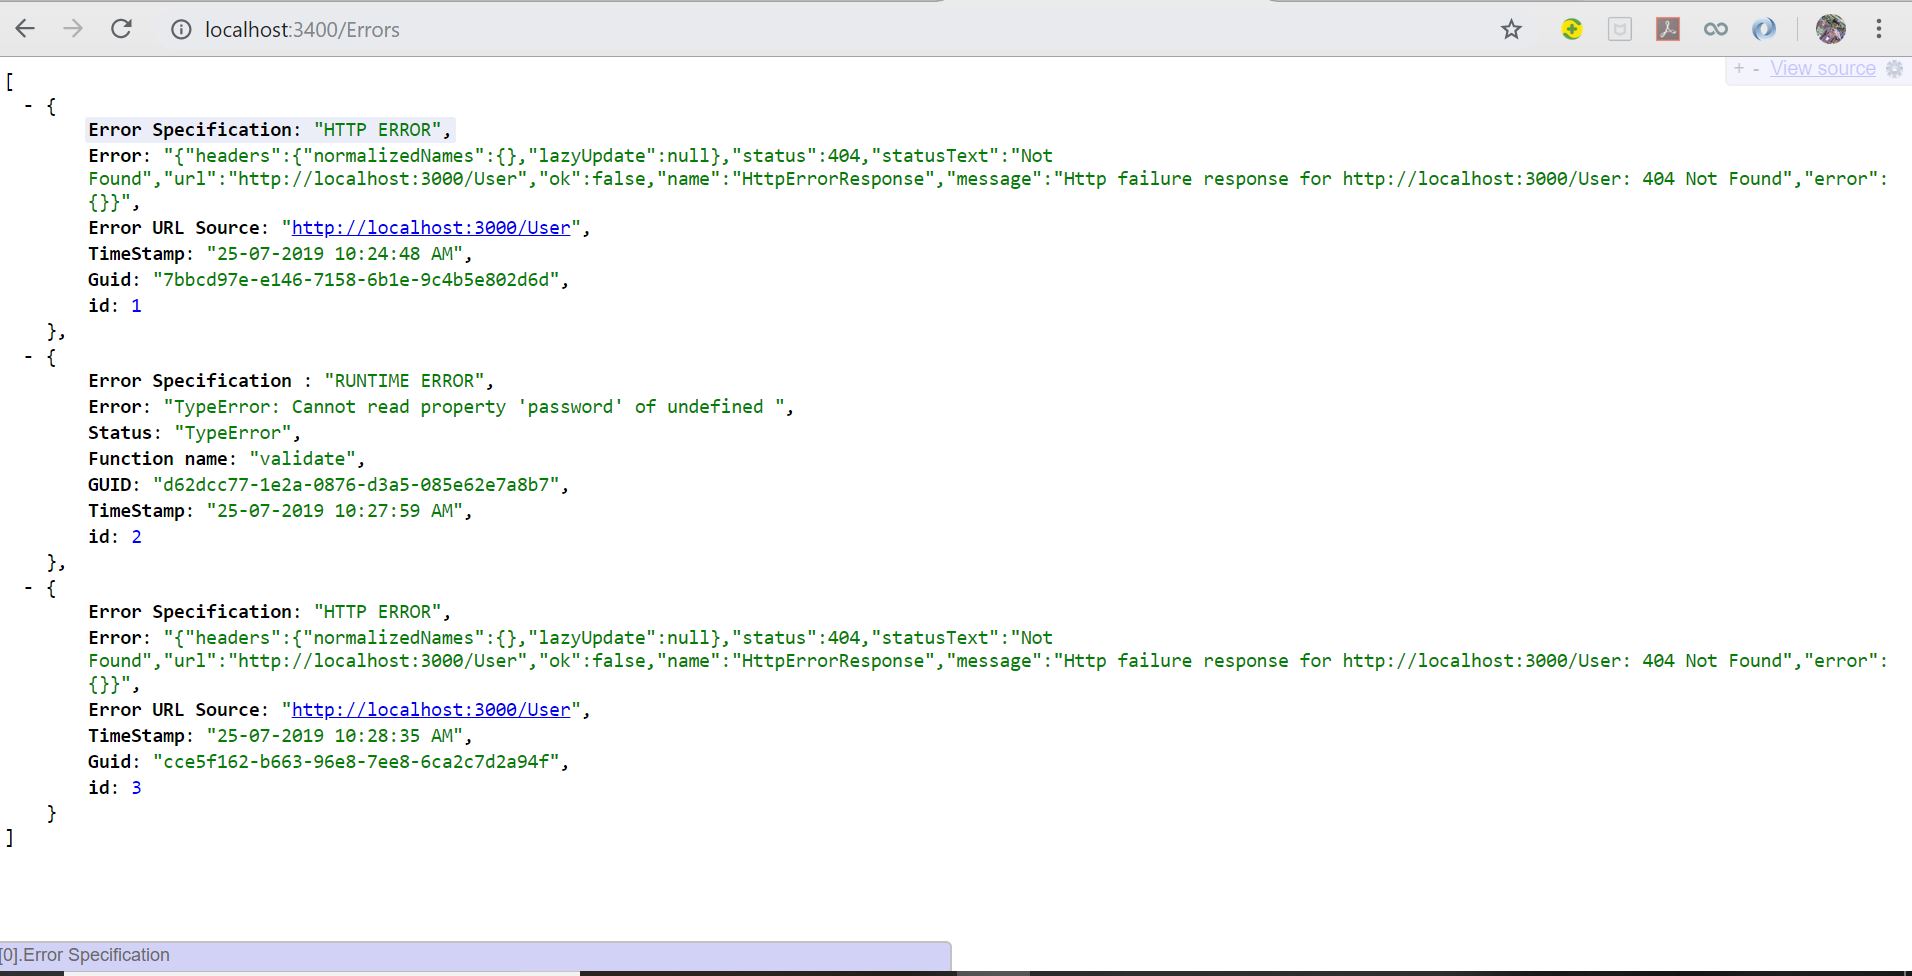 localhost:3400/Errors
+ - View source
[
- {
Error Specification: "HTTP ERROR",
Error: "{"headers":{"normalizedNames":{},"lazyUpdate":null},"status":404,"statusText":"Not
Found","url":"http://localhost:3000/User","ok":false,"name":"HttpErrorResponse","message":"Http failure response for http://localhost:3000/User: 404 Not Found","error":
{}}",
Error URL Source: "http://localhost:3000/User",
TimeStamp: "25-07-2019 10:24:48 AM",
Guid: "7bbcd97e-e146-7158-6b1e-9c4b5e802d6d",
id: 1
},
- {
Error Specification : "RUNTIME ERROR",
Error: "TypeError: Cannot read property 'password' of undefined ",
Status: "TypeError",
Function name: "validate",
GUID: "d62dcc77-1e2a-0876-d3a5-085e62e7a8b7",
TimeStamp: "25-07-2019 10:27:59 AM",
id: 2
},
- {
Error Specification: "HTTP ERROR",
Error: "{"headers":{"normalizedNames":{},"lazyUpdate":null},"status":404,"statusText":"Not
Found","url":"http://localhost:3000/User","ok":false,"name":"HttpErrorResponse","message":"Http failure response for http://localhost:3000/User: 404 Not Found","error":
{}}",
Error URL Source: "http://localhost:3000/User",
TimeStamp: "25-07-2019 10:28:35 AM",
Guid: "cce5f162-b663-96e8-7ee8-6ca2c7d2a94f",
id: 3
}
]
[0].Error Specification